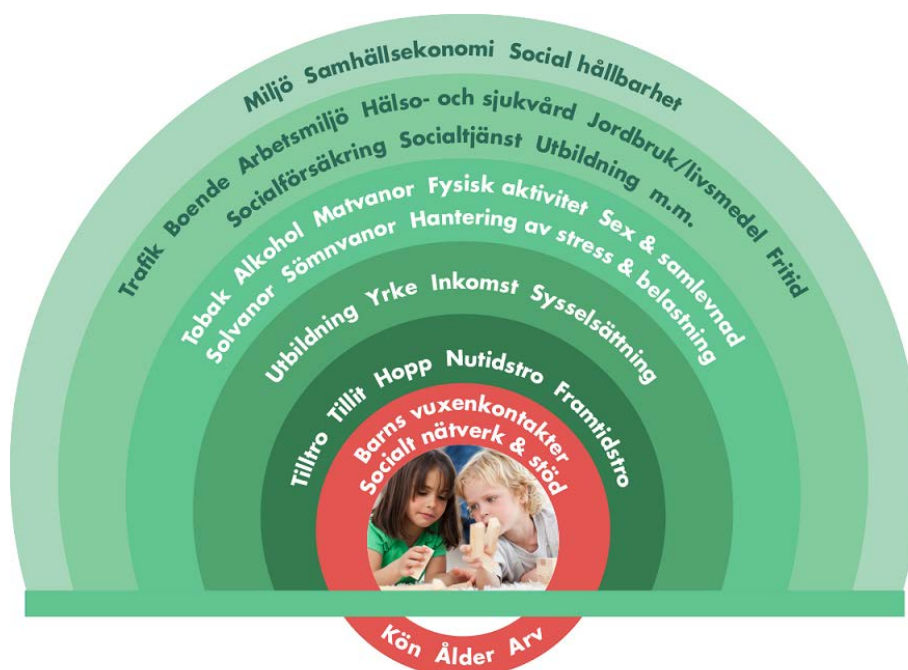 Miljö Samhällsekonomi Social hållbarhet
Trafik Boende Arbetsmiljö Hälso- och sjukvård Jordbruk/livsmedel Fritid
Socialförsäkring Socialtjänst Utbildning m.m.
Tobak Alkohol Matvanor Fysisk aktivitet Sex & samlevnad
Solvanor Sömnvanor Hantering av stress & belastning
Utbildning Yrke Inkomst Sysselsättning
Tilltro Tillit Hopp Nutidstro Framtidstro
Barns vuxenkontakter
Socialt nätverk & stöd
Kön Ålder Arv